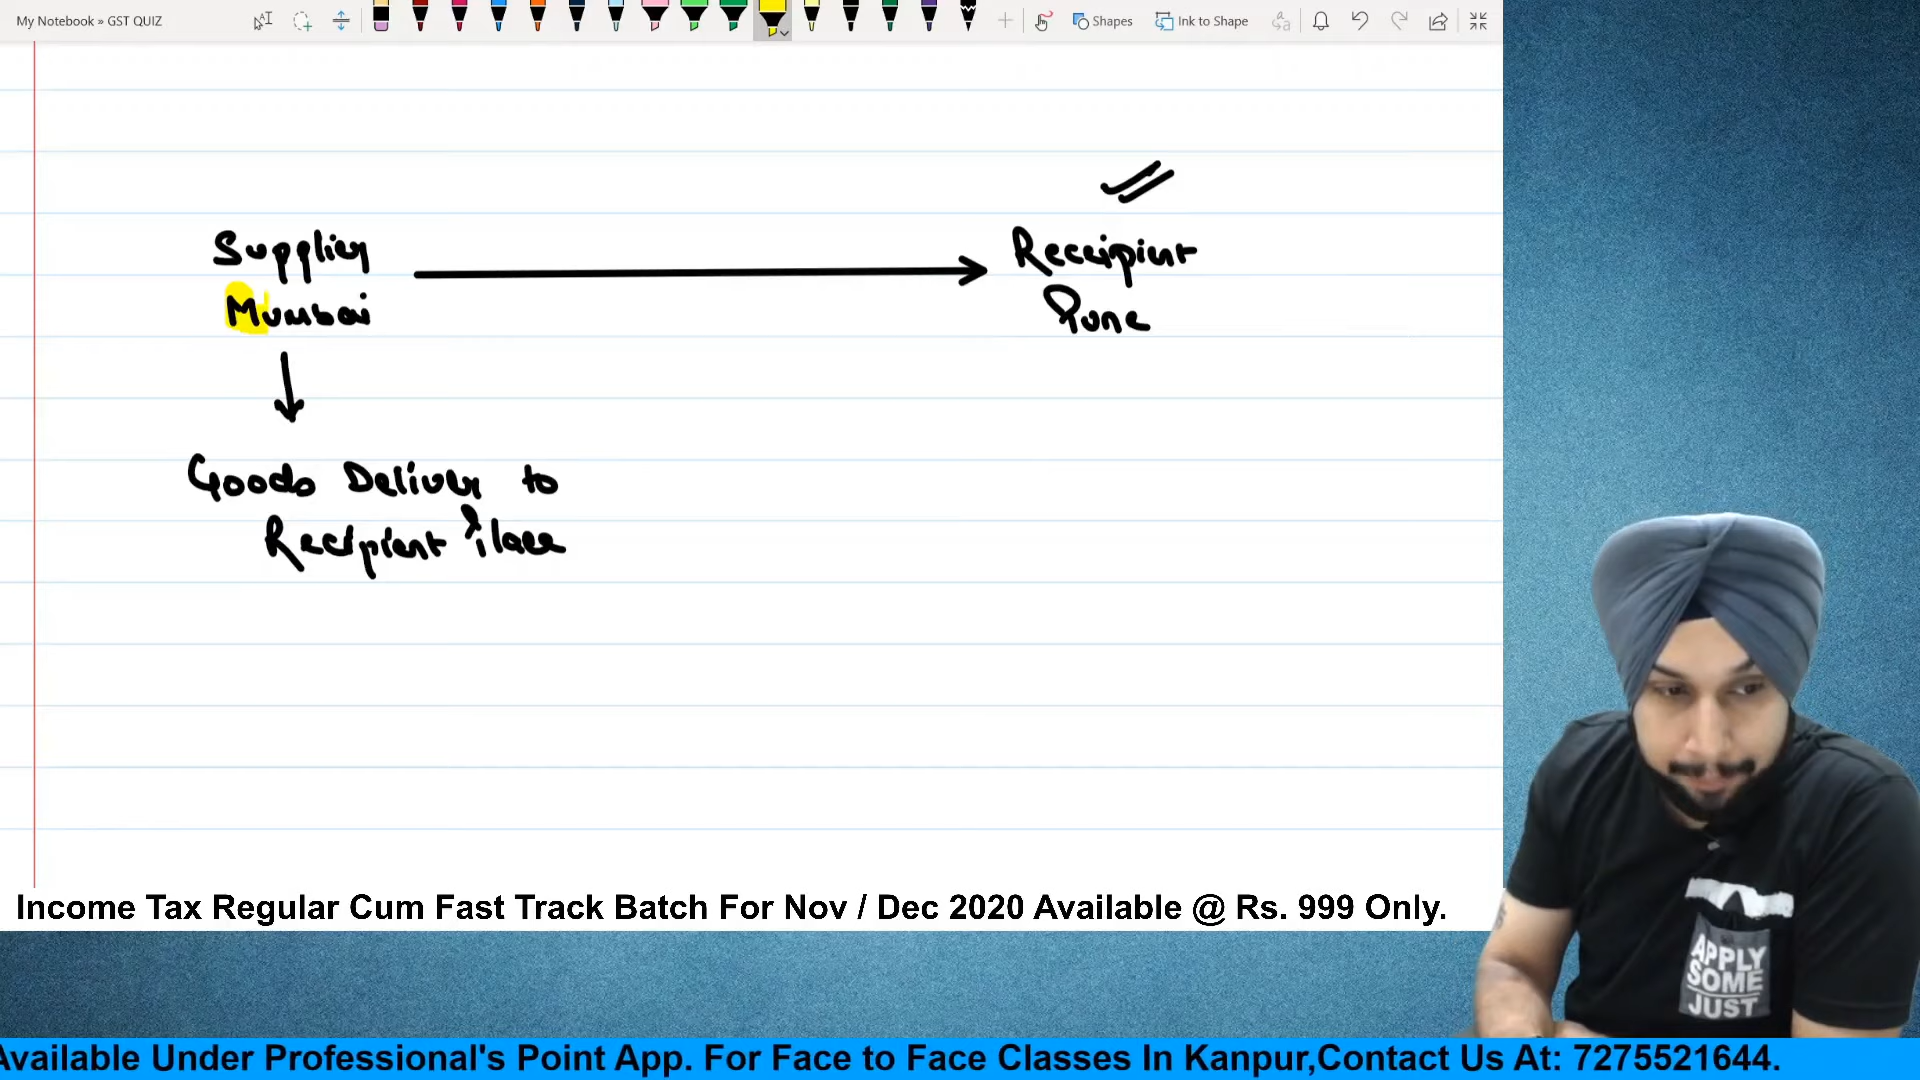 My Notebook » GST QUIZ
Shapes
Ink to Shape
Supplier
Receipient
Mumbai
Pune
Goods Deliver to
Recipient Place
APPLY
SOME
JUST
Income Tax Regular Cum Fast Track Batch For Nov / Dec 2020 Available @ Rs. 999 Only.
Available Under Professional's Point App. For Face to Face Classes In Kanpur,Contact Us At: 7275521644.